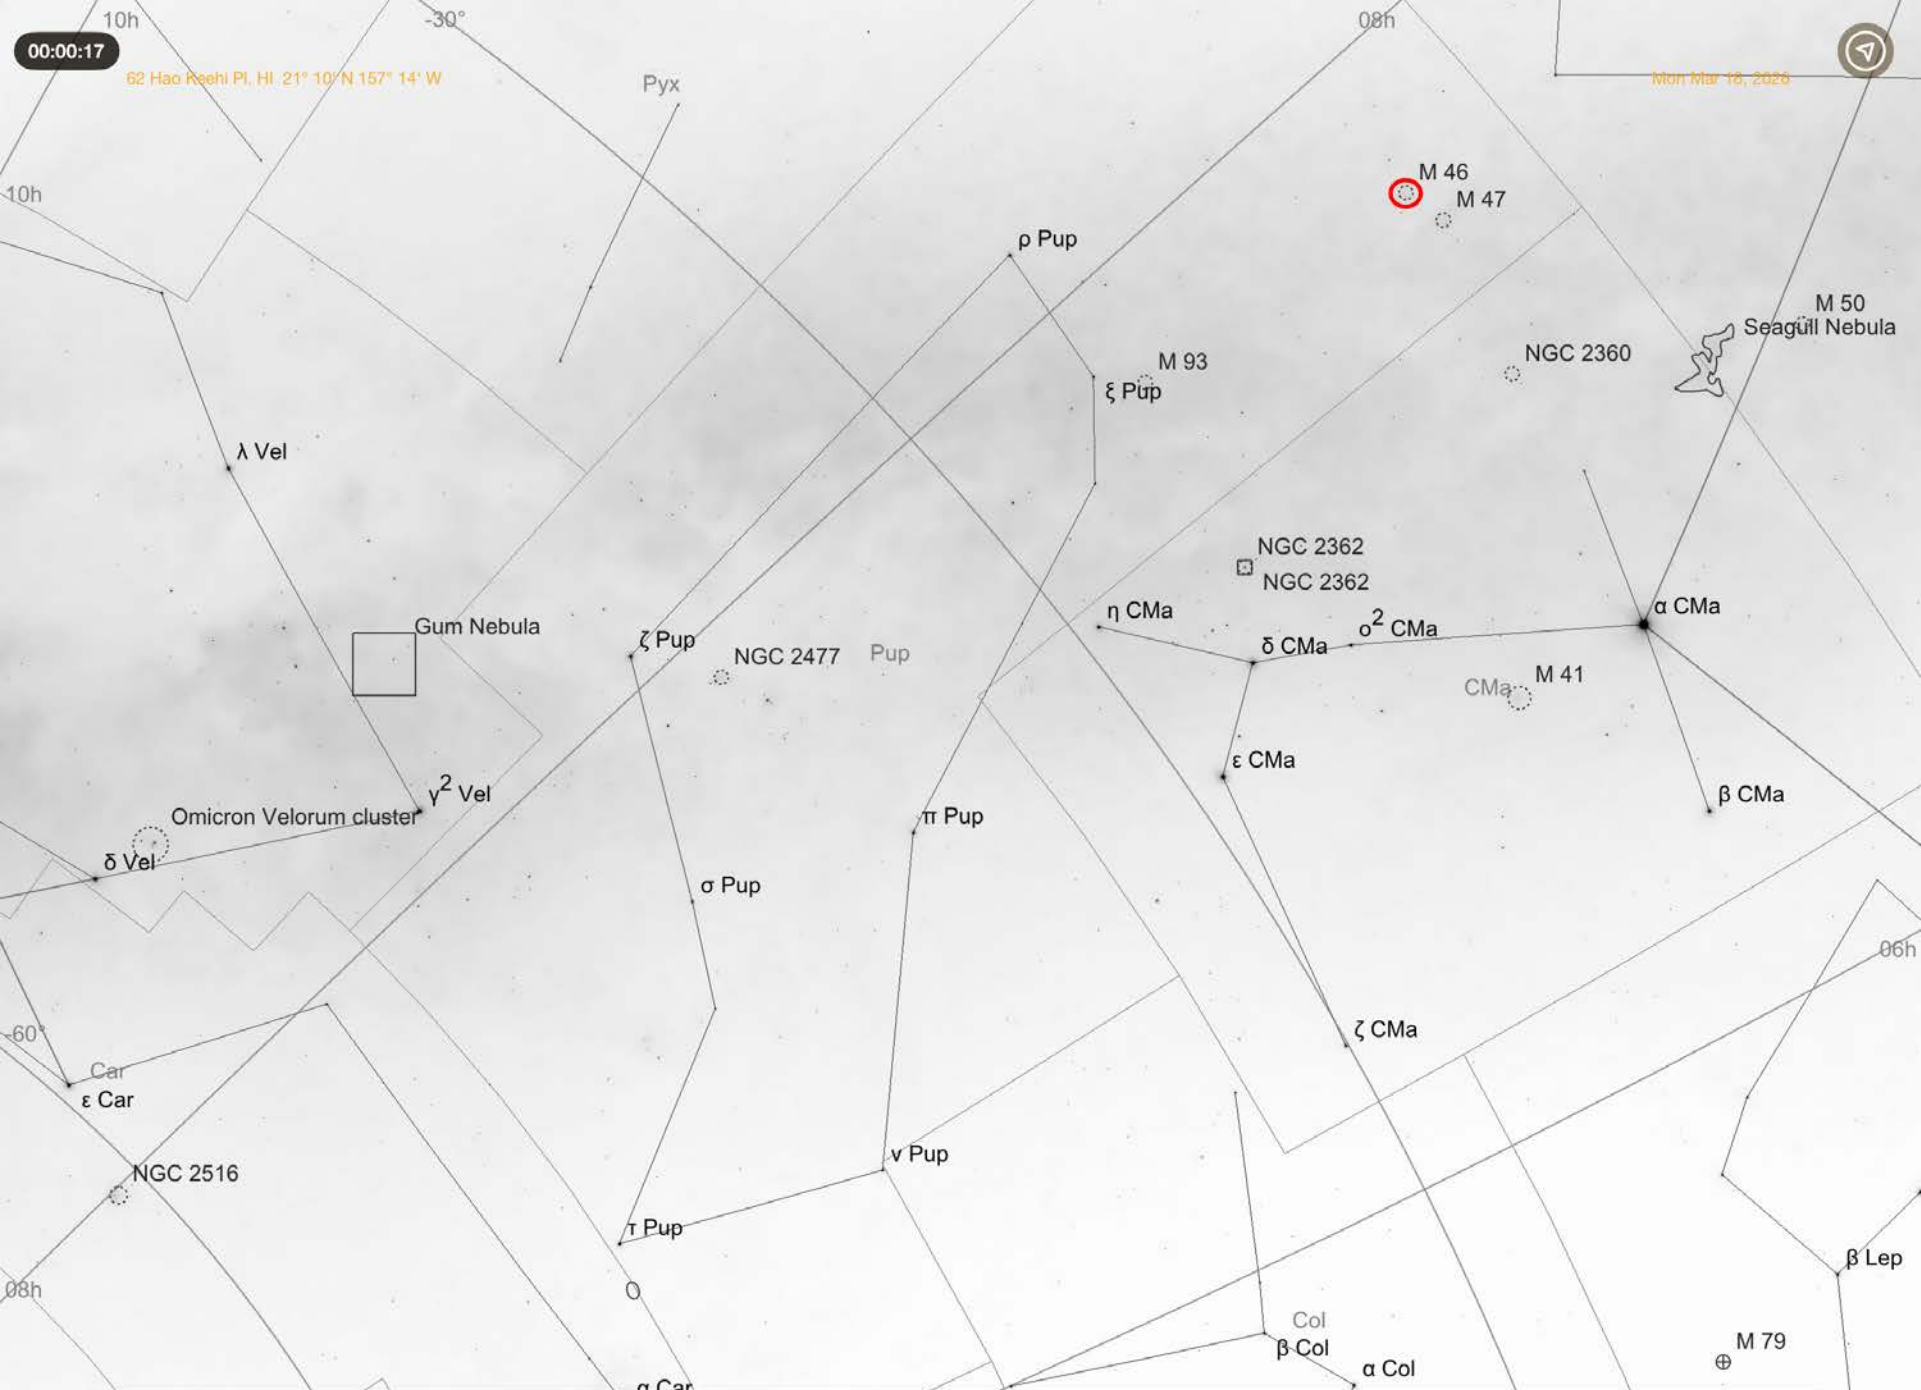 10h
-30°
08h
00:00:17
62 Hao Keehi Pl, HI 21° 10' N 157° 14' W
Mon Mar 16, 2026
Pyx
M 46
M 47
10h
ρ Pup
M 50
Seagull Nebula
NGC 2360
M 93
ξ Pup
λ Vel
NGC 2362
NGC 2362
η CMa
α CMa
ο² CMa
δ CMa
Gum Nebula
ζ Pup
NGC 2477
Pup
M 41
CMa
ε CMa
γ² Vel
β CMa
Omicron Velorum cluster
π Pup
δ Vel
σ Pup
06h
-60°
ζ CMa
Car
ε Car
ν Pup
NGC 2516
τ Pup
β Lep
08h
Col
β Col
M 79
α Col
α Car